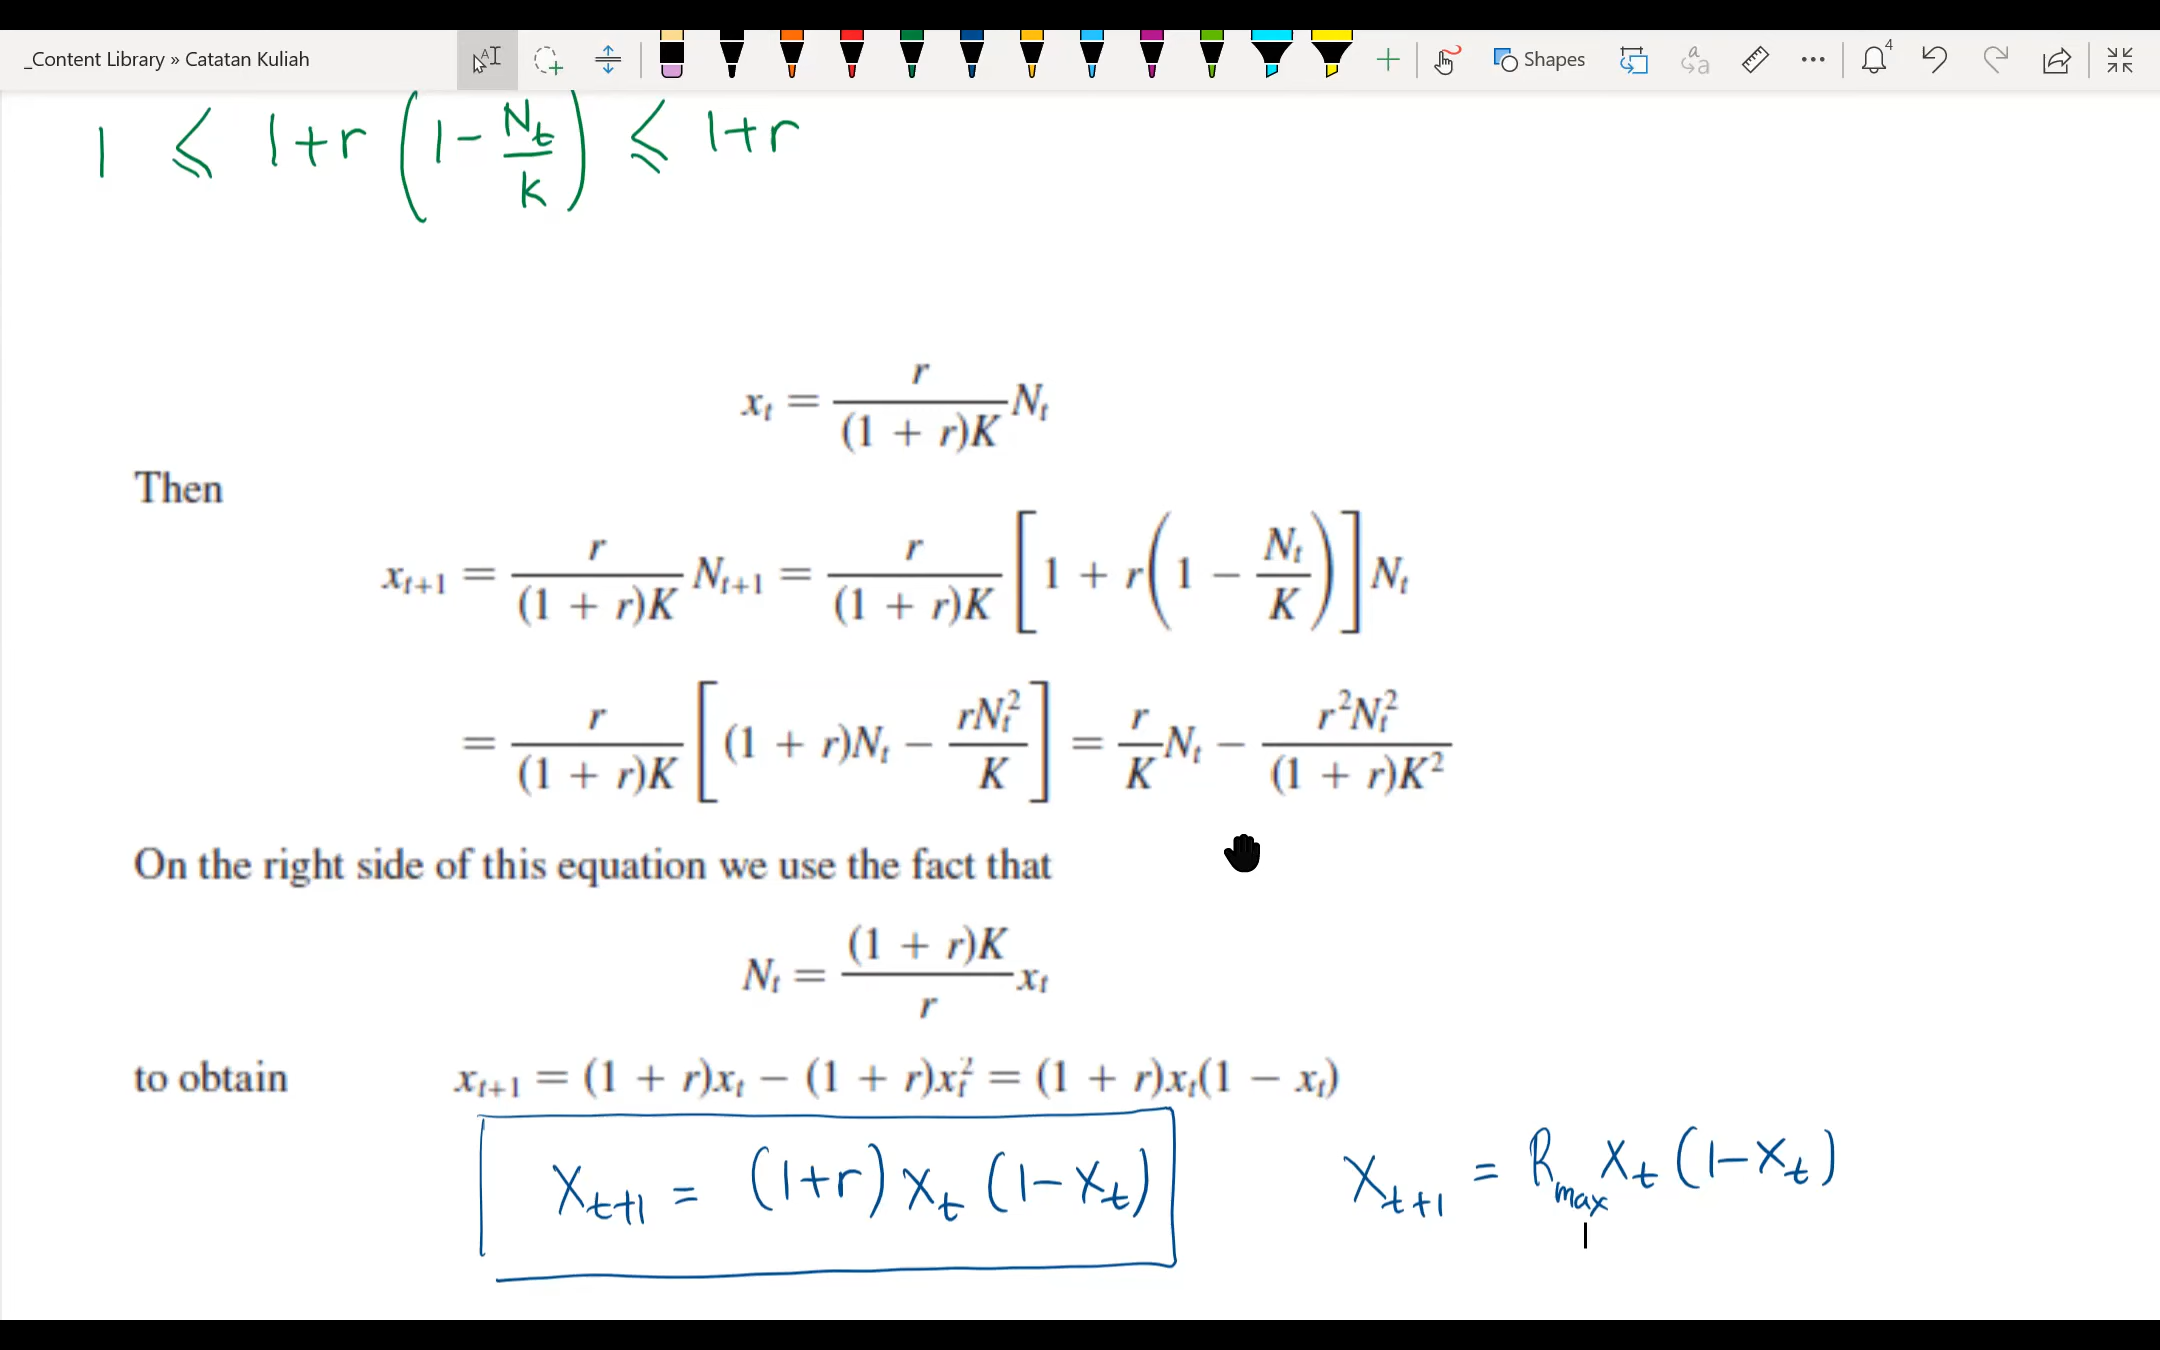 _Content Library » Catatan Kuliah
Shapes
4
1 ≤ 1+r (1 - N_t/k) ≤ 1+r
x_t = r/((1 + r)K) N_t
Then
x_{t+1} = r/((1 + r)K) N_{t+1} = r/((1 + r)K) [1 + r(1 − N_t/K)] N_t
= r/((1 + r)K) [(1 + r)N_t − rN_t²/K] = r/K N_t − r²N_t²/((1 + r)K²)
On the right side of this equation we use the fact that
N_t = (1 + r)K/r x_t
to obtain x_{t+1} = (1 + r)x_t − (1 + r)x_t² = (1 + r)x_t(1 − x_t)
X_{t+1} = (1+r) X_t (1 - X_t)
X_{t+1} = R_max X_t (1 - X_t)